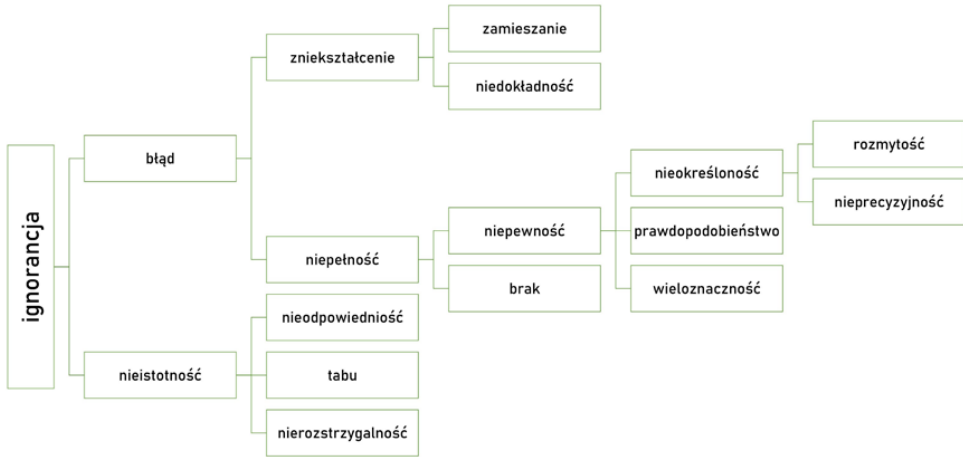 ignorancja
błąd
zniekształcenie
zamieszanie
niedokładność
niepełność
niepewność
nieokreśloność
rozmytość
nieprecyzyjność
prawdopodobieństwo
wieloznaczność
brak
nieistotność
nieodpowiedniość
tabu
nierozstrzygalność